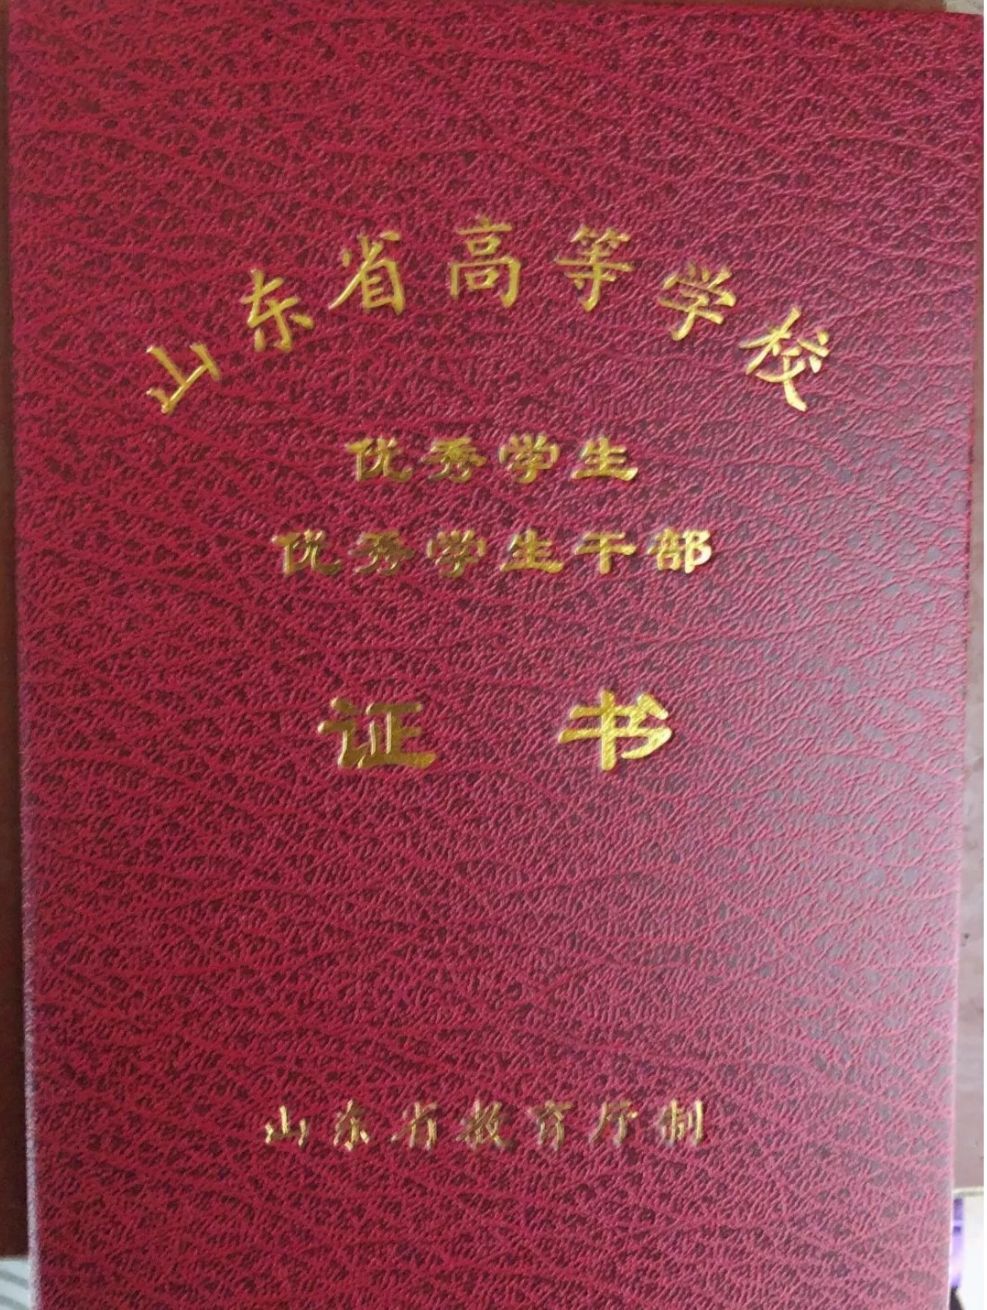 山东省高等学校
优秀学生
优秀学生干部
证书
山东省教育厅制